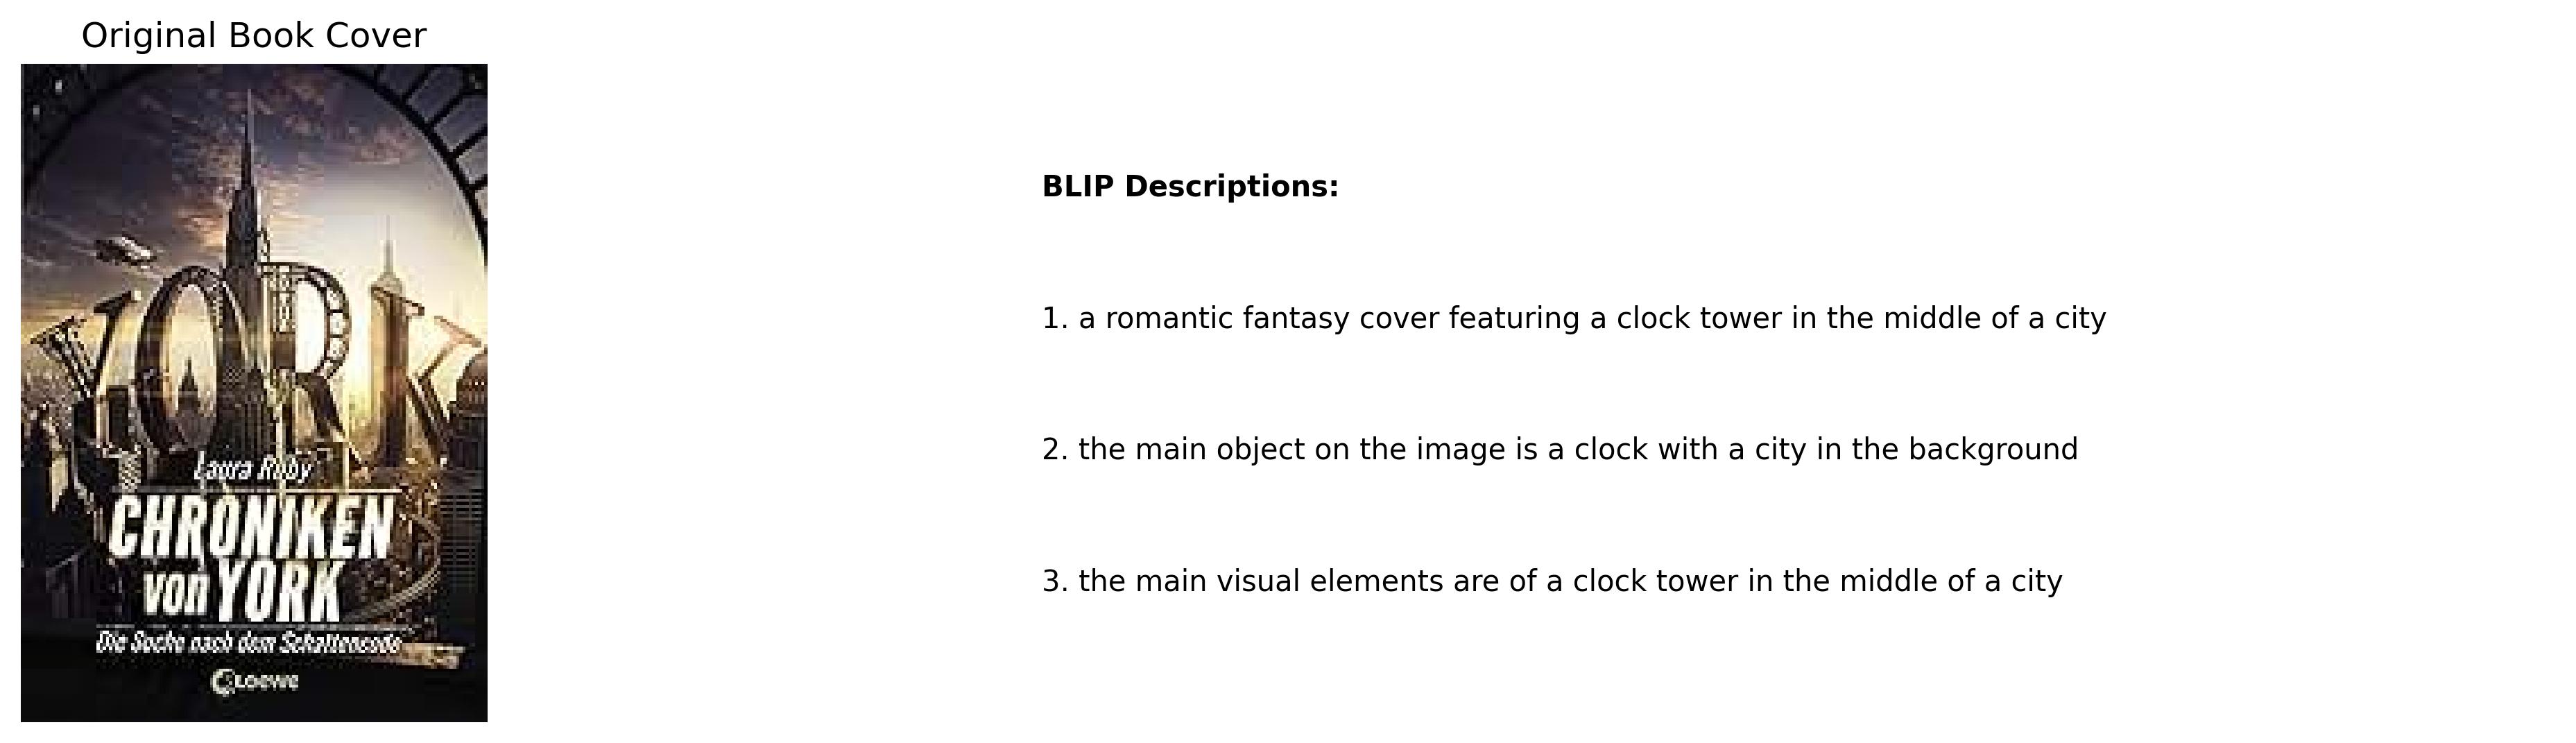 Original Book Cover
YORK
Laura Ruby
CHRONIKEN
von YORK
Die Suche nach dem Schattencode
Loewe
BLIP Descriptions:
1. a romantic fantasy cover featuring a clock tower in the middle of a city
2. the main object on the image is a clock with a city in the background
3. the main visual elements are of a clock tower in the middle of a city